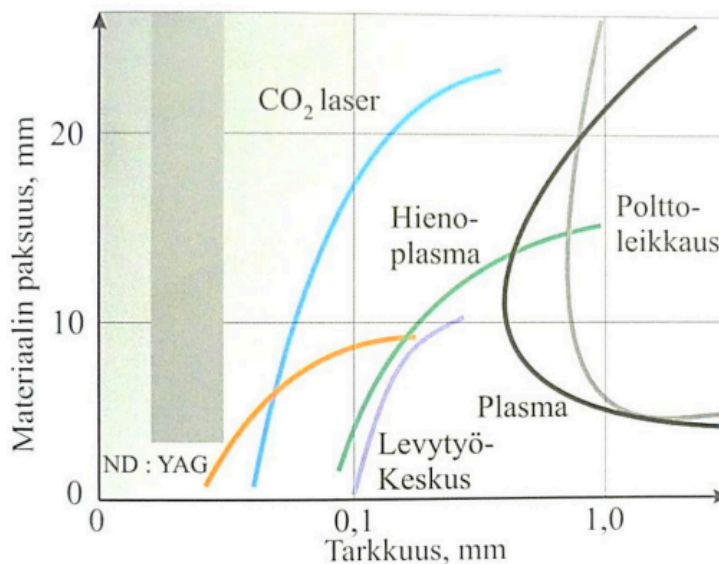 Materiaalin paksuus, mm
20
10
0
CO₂ laser
Hieno-
plasma
Poltto-
leikkaus
Plasma
Levytyö-
Keskus
ND : YAG
0
0,1
1,0
Tarkkuus, mm